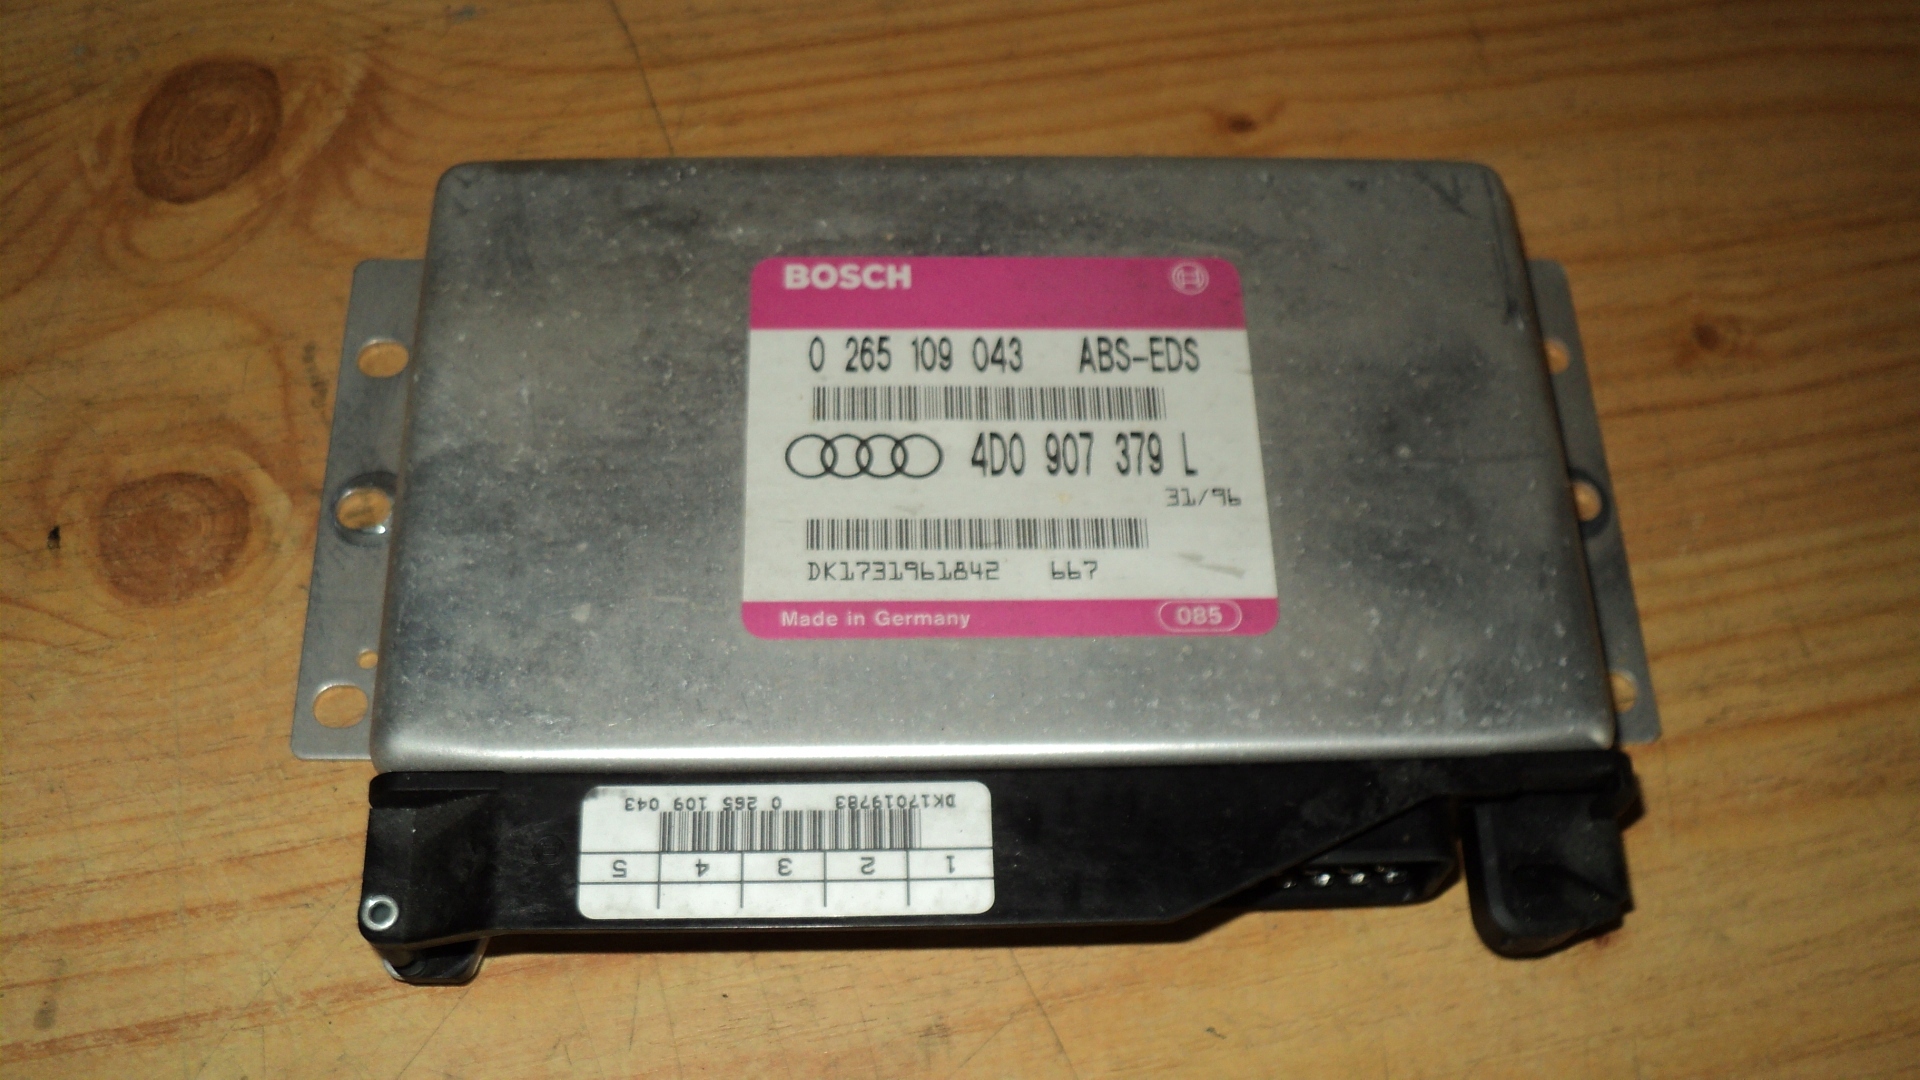 BOSCH
0 265 109 043 ABS-EDS
4D0 907 379 L
31/96
DK1731961842 667
Made in Germany 085
DK17019783 0 265 109 043
1 2 3 4 5